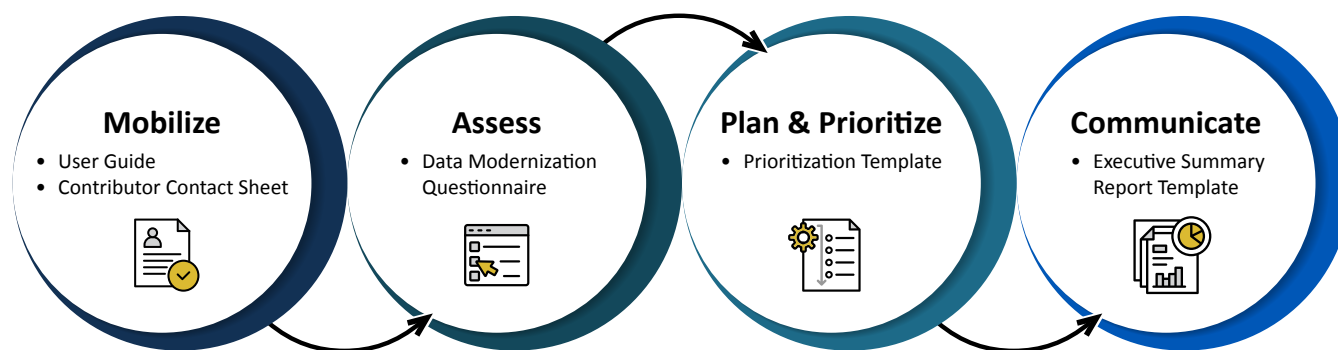 Mobilize
• User Guide
• Contributor Contact Sheet
Assess
• Data Modernization
Questionnaire
Plan & Prioritize
• Prioritization Template
Communicate
• Executive Summary
Report Template